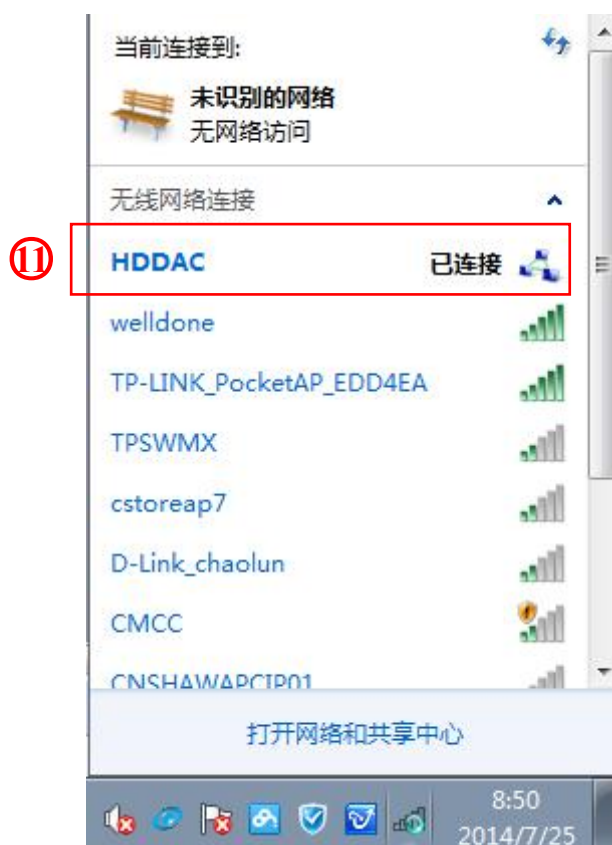 当前连接到:
未识别的网络
无网络访问
无线网络连接
⑪
HDDAC 已连接
welldone
TP-LINK_PocketAP_EDD4EA
TPSWMX
cstoreap7
D-Link_chaolun
CMCC
CNSHAWAPCIP01
打开网络和共享中心
8:50
2014/7/25